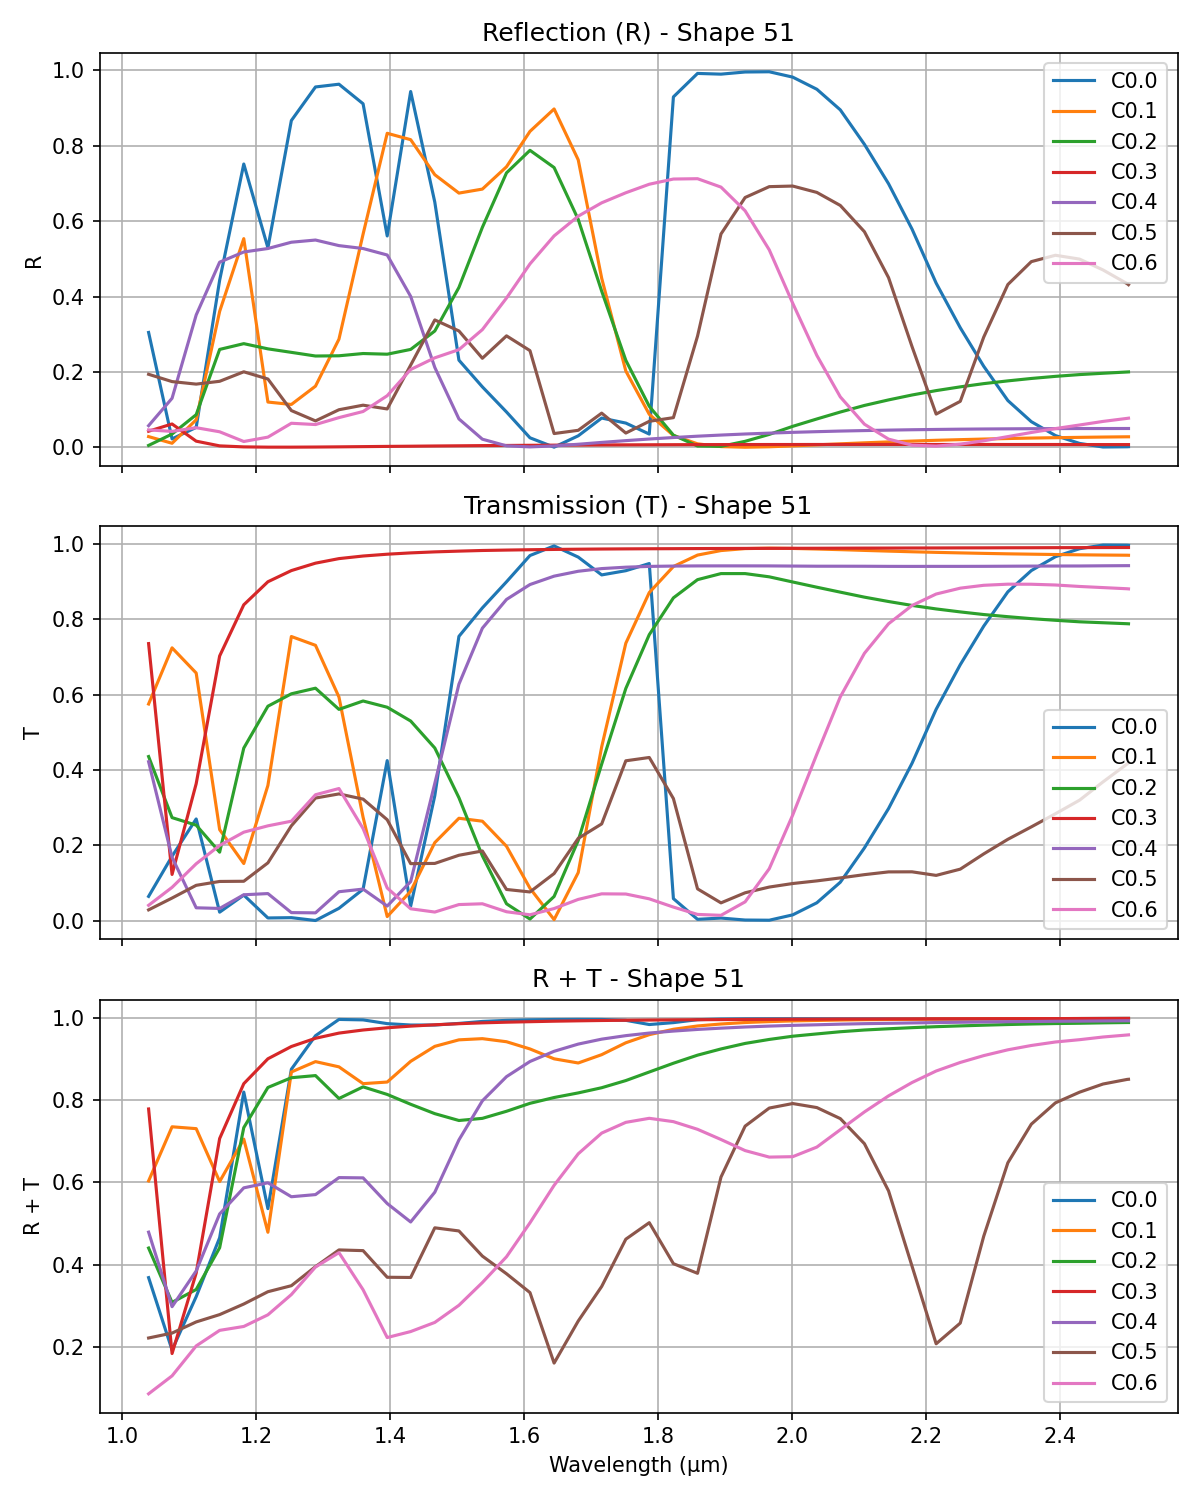 Reflection (R) - Shape 51
1.0
0.8
0.6
0.4
0.2
0.0
R
C0.0
C0.1
C0.2
C0.3
C0.4
C0.5
C0.6
Transmission (T) - Shape 51
1.0
0.8
0.6
0.4
0.2
0.0
T
C0.0
C0.1
C0.2
C0.3
C0.4
C0.5
C0.6
R + T - Shape 51
1.0
0.8
0.6
0.4
0.2
R + T
C0.0
C0.1
C0.2
C0.3
C0.4
C0.5
C0.6
1.0 1.2 1.4 1.6 1.8 2.0 2.2 2.4
Wavelength (μm)